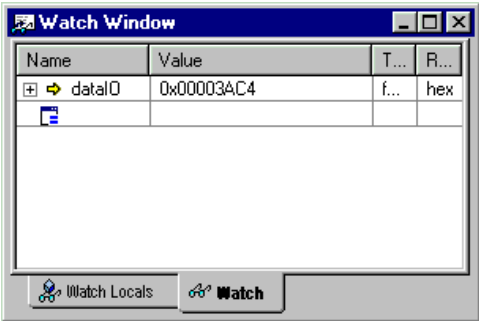 Watch Window
Name Value T... R...
dataIO 0x00003AC4 f... hex
Watch Locals Watch